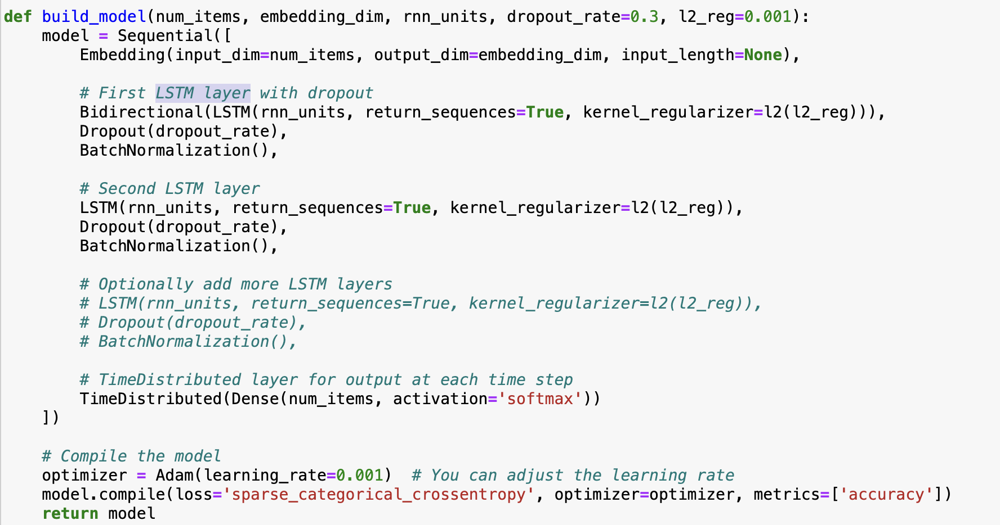 def build_model(num_items, embedding_dim, rnn_units, dropout_rate=0.3, l2_reg=0.001):
    model = Sequential([
        Embedding(input_dim=num_items, output_dim=embedding_dim, input_length=None),

        # First LSTM layer with dropout
        Bidirectional(LSTM(rnn_units, return_sequences=True, kernel_regularizer=l2(l2_reg))),
        Dropout(dropout_rate),
        BatchNormalization(),

        # Second LSTM layer
        LSTM(rnn_units, return_sequences=True, kernel_regularizer=l2(l2_reg)),
        Dropout(dropout_rate),
        BatchNormalization(),

        # Optionally add more LSTM layers
        # LSTM(rnn_units, return_sequences=True, kernel_regularizer=l2(l2_reg)),
        # Dropout(dropout_rate),
        # BatchNormalization(),

        # TimeDistributed layer for output at each time step
        TimeDistributed(Dense(num_items, activation='softmax'))
    ])

    # Compile the model
    optimizer = Adam(learning_rate=0.001)  # You can adjust the learning rate
    model.compile(loss='sparse_categorical_crossentropy', optimizer=optimizer, metrics=['accuracy'])
    return model